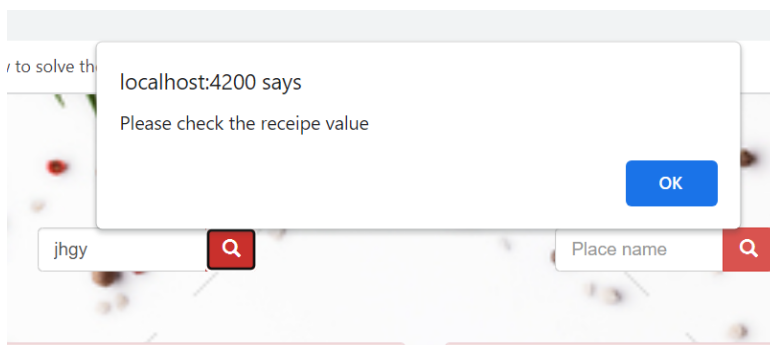 to solve th
localhost:4200 says
Please check the receipe value
OK
jhgy
Place name